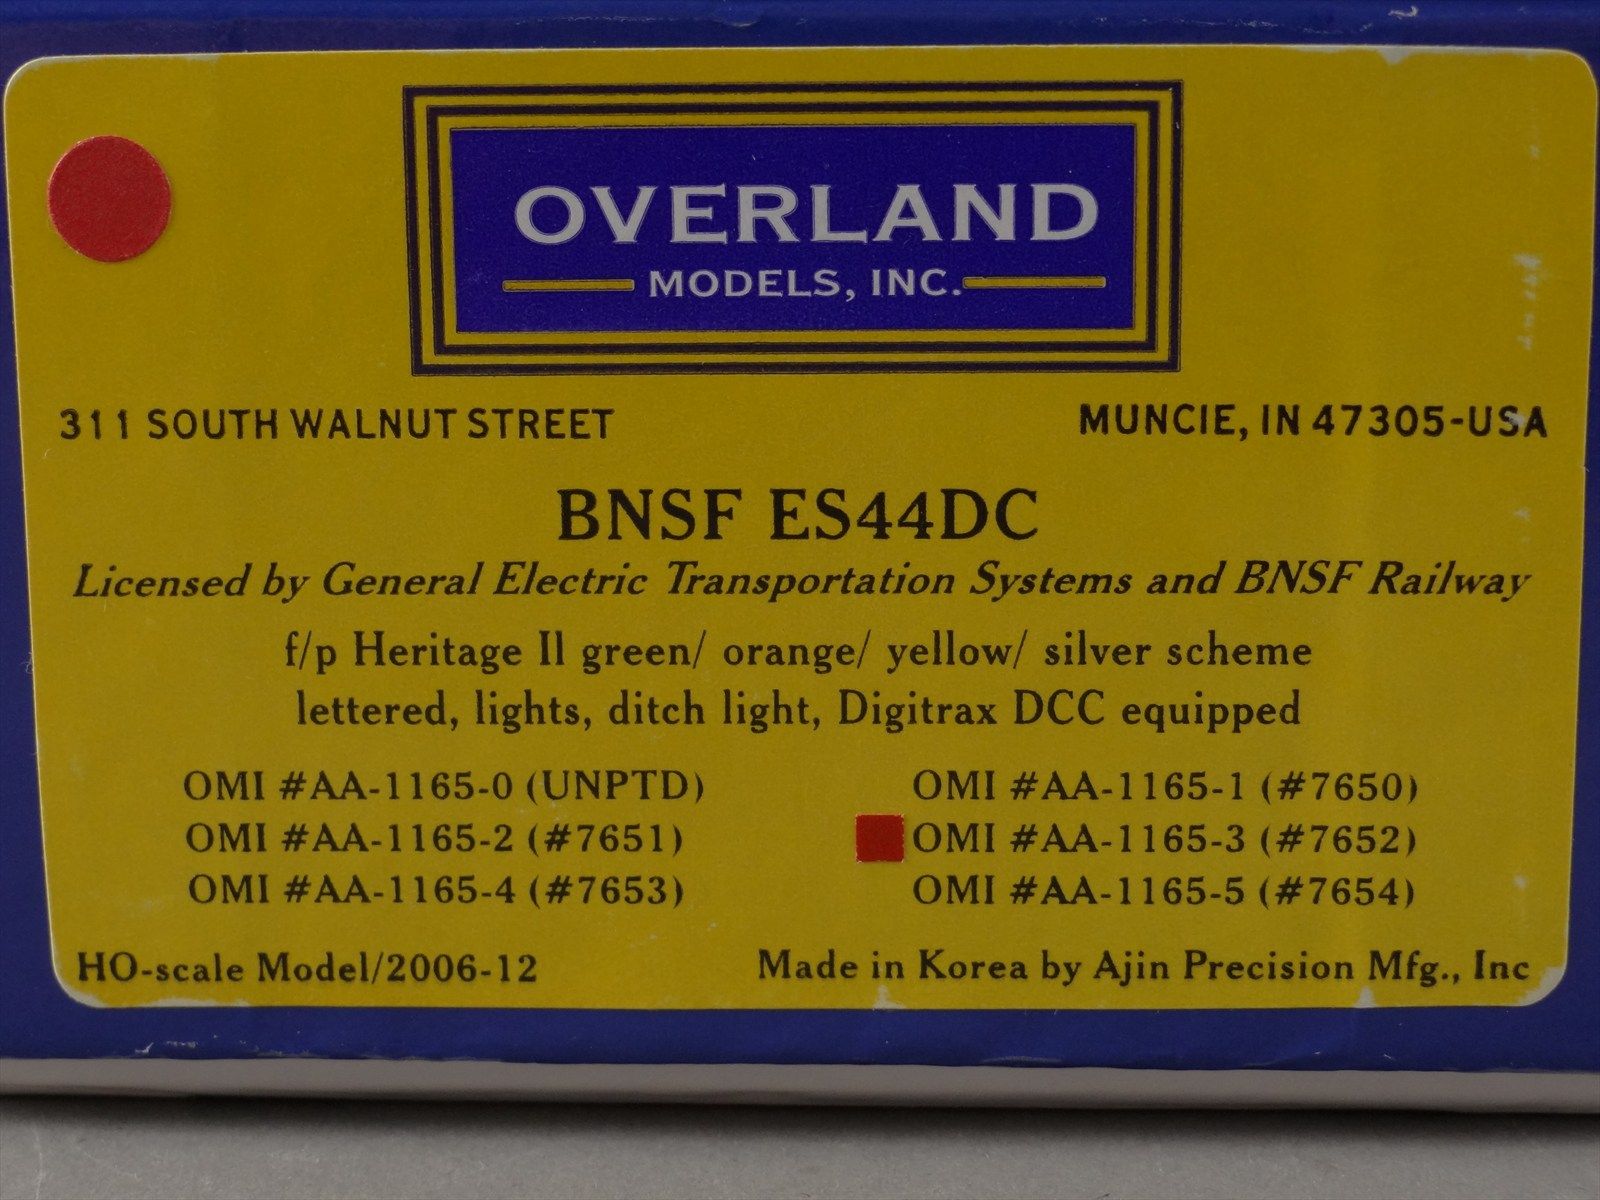 OVERLAND
MODELS, INC.
311 SOUTH WALNUT STREET MUNCIE, IN 47305-USA
BNSF ES44DC
Licensed by General Electric Transportation Systems and BNSF Railway
f/p Heritage II green/ orange/ yellow/ silver scheme
lettered, lights, ditch light, Digitrax DCC equipped
OMI #AA-1165-0 (UNPTD) OMI #AA-1165-1 (#7650)
OMI #AA-1165-2 (#7651) OMI #AA-1165-3 (#7652)
OMI #AA-1165-4 (#7653) OMI #AA-1165-5 (#7654)
HO-scale Model/2006-12 Made in Korea by Ajin Precision Mfg., Inc